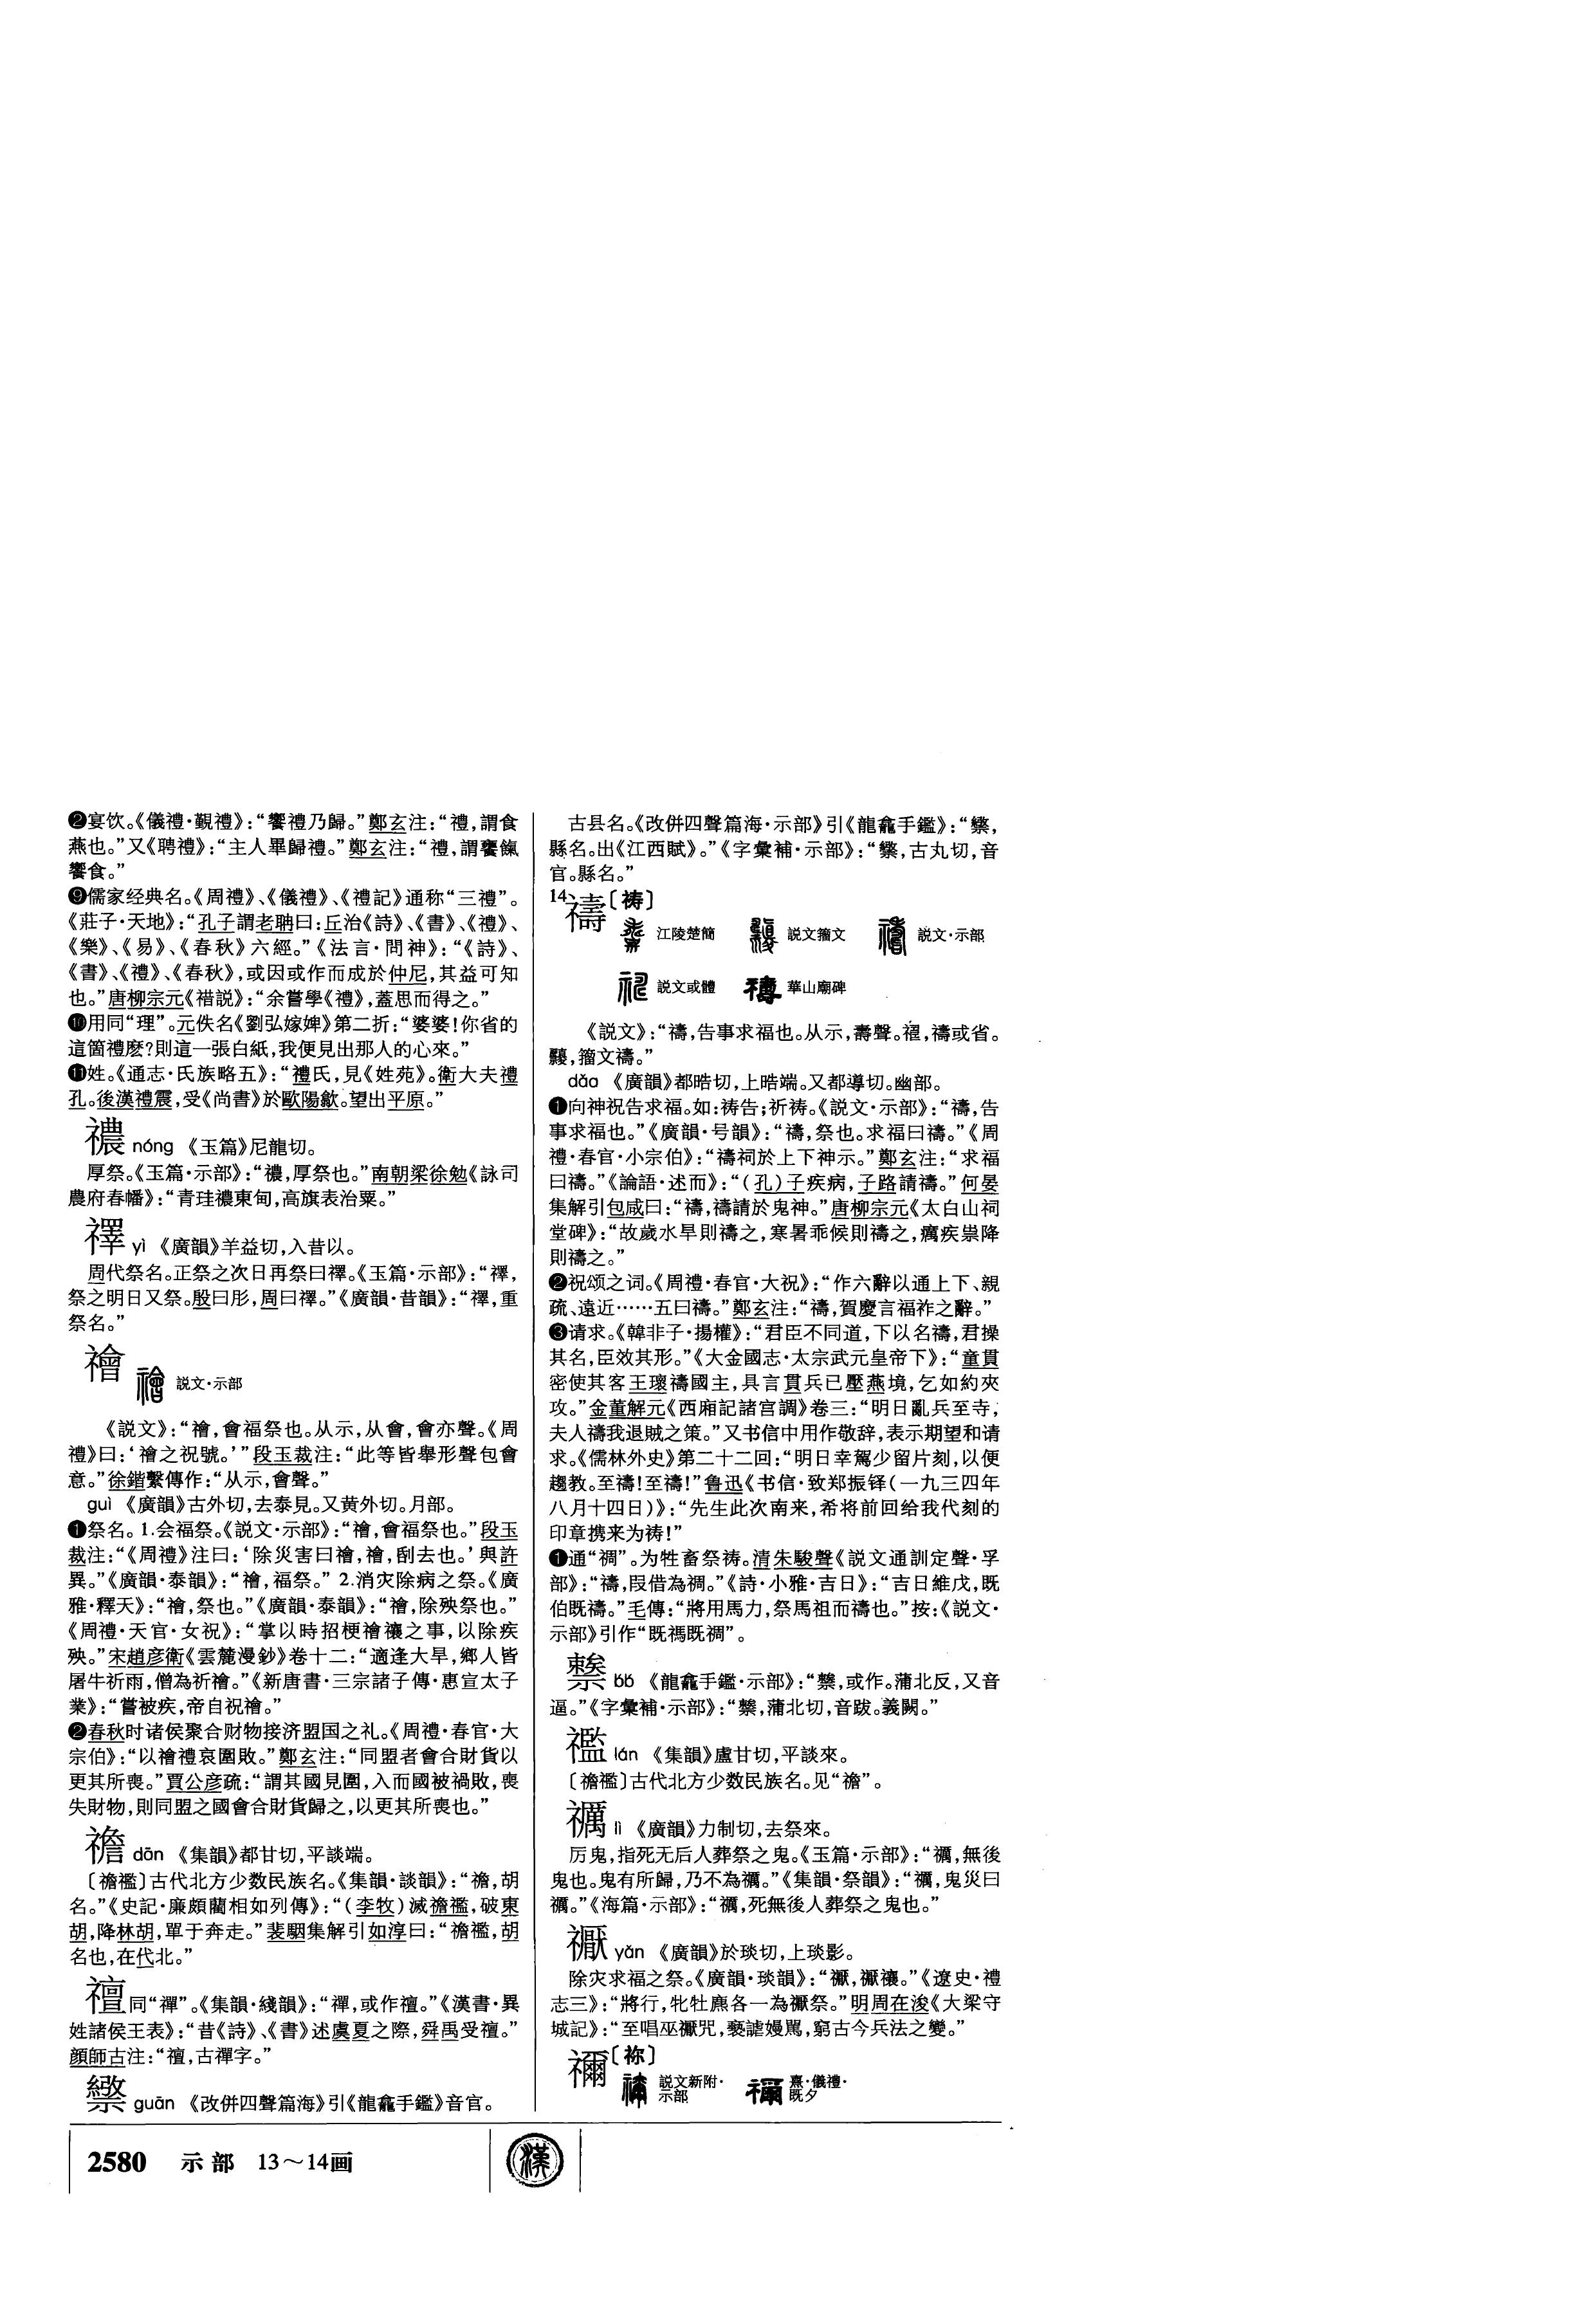 ❷宴饮。《儀禮·覲禮》：“饗禮乃歸。”鄭玄注：“禮，謂食
燕也。”又《聘禮》：“主人畢歸禮。”鄭玄注：“禮，謂饔餼
饗食。”
❾儒家经典名。《周禮》、《儀禮》、《禮記》通称“三禮”。
《莊子·天地》：“孔子謂老聃曰：丘治《詩》、《書》、《禮》、
《樂》、《易》、《春秋》六經。”《法言·問神》：“《詩》、
《書》、《禮》、《春秋》，或因或作而成於仲尼，其益可知
也。”唐柳宗元《禇説》：“余嘗學《禮》，蓋思而得之。”
❿用同“理”。元佚名《劉弘嫁婢》第二折：“婆婆！你省的
這箇禮麽？則這一張白紙，我便見出那人的心來。”
⓫姓。《通志·氏族略五》：“禮氏，見《姓苑》。衛大夫禮
孔。後漢禮震，受《尚書》於歐陽歙。望出平原。”
禯 nóng 《玉篇》尼龍切。
厚祭。《玉篇·示部》：“禯，厚祭也。”南朝梁徐勉《詠司
農府春幡》：“青珪禯東甸，高旗表治粟。”
襗 yì 《廣韻》羊益切，入昔以。
周代祭名。正祭之次日再祭曰禪。《玉篇·示部》：“禪，
祭之明日又祭。殷曰肜，周曰禪。”《廣韻·昔韻》：“禪，重
祭名。”
禬 説文·示部
《説文》：“禬，會福祭也。从示，从會，會亦聲。《周
禮》曰：‘禬之祝號。’”段玉裁注：“此等皆舉形聲包會
意。”徐鍇繫傳作：“从示，會聲。”
guì 《廣韻》古外切，去泰見。又黄外切。月部。
❶祭名。1.会福祭。《説文·示部》：“禬，會福祭也。”段玉
裁注：“《周禮》注曰：‘除災害曰禬，禬，刮去也。’與許
異。”《廣韻·泰韻》：“禬，福祭。” 2.消灾除病之祭。《廣
雅·釋天》：“禬，祭也。”《廣韻·泰韻》：“禬，除殃祭也。”
《周禮·天官·女祝》：“掌以時招梗禬禳之事，以除疾
殃。”宋趙彦衛《雲麓漫鈔》卷十二：“適逢大旱，鄉人皆
屠牛祈雨，僧為祈禬。”《新唐書·三宗諸子傳·惠宣太子
業》：“嘗被疾，帝自祝禬。”
❷春秋时诸侯聚合财物接济盟国之礼。《周禮·春官·大
宗伯》：“以禬禮哀圍敗。”鄭玄注：“同盟者會合財貨以
更其所喪。”賈公彦疏：“謂其國見圍，入而國被禍敗，喪
失財物，則同盟之國會合財貨歸之，以更其所喪也。”
襜 dān 《集韻》都甘切，平談端。
〔襜襤〕古代北方少数民族名。《集韻·談韻》：“襜，胡
名。”《史記·廉頗藺相如列傳》：“（李牧）滅襜襤，破東
胡，降林胡，單于奔走。”裴駰集解引如淳曰：“襜襤，胡
名也，在代北。”
襢同“禪”。《集韻·綫韻》：“禪，或作襢。”《漢書·異
姓諸侯王表》：“昔《詩》、《書》述虞夏之際，舜禹受襢。”
顔師古注：“襢，古禪字。”
guān 《改併四聲篇海》引《龍龕手鑑》音官。
古县名。《改併四聲篇海·示部》引《龍龕手鑑》：“，
縣名。出《江西賦》。”《字彙補·示部》：“，古丸切，音
官。縣名。”
14禱〔祷〕
江陵楚簡 説文籀文 説文·示部
説文或體 華山廟碑
《説文》：“禱，告事求福也。从示，壽聲。，禱或省。
，籀文禱。”
dǎo 《廣韻》都晧切，上晧端。又都導切。幽部。
❶向神祝告求福。如：祷告；祈祷。《説文·示部》：“禱，告
事求福也。”《廣韻·号韻》：“禱，祭也。求福曰禱。”《周
禮·春官·小宗伯》：“禱祠於上下神示。”鄭玄注：“求福
曰禱。”《論語·述而》：“（孔）子疾病，子路請禱。”何晏
集解引包咸曰：“禱，禱請於鬼神。”唐柳宗元《太白山祠
堂碑》：“故歲水旱則禱之，寒暑乖候則禱之，癘疾祟降
則禱之。”
❷祝颂之词。《周禮·春官·大祝》：“作六辭以通上下、親
疏、遠近……五曰禱。”鄭玄注：“禱，賀慶言福祚之辭。”
❸请求。《韓非子·揚權》：“君臣不同道，下以名禱，君操
其名，臣效其形。”《大金國志·太宗武元皇帝下》：“童貫
密使其客王瓌禱國主，具言貫兵已壓燕境，乞如約夾
攻。”金董解元《西廂記諸宫調》卷三：“明日亂兵至寺，
夫人禱我退賊之策。”又书信中用作敬辞，表示期望和请
求。《儒林外史》第二十二回：“明日幸駕少留片刻，以便
趨教。至禱！至禱！”鲁迅《书信·致郑振铎（一九三四年
八月十四日）》：“先生此次南来，希将前回给我代刻的
印章携来为祷！”
❶通“禂”。为牲畜祭祷。清朱駿聲《説文通訓定聲·孚
部》：“禱，叚借為禂。”《詩·小雅·吉日》：“吉日維戊，既
伯既禱。”毛傳：“將用馬力，祭馬祖而禱也。”按：《説文·
示部》引作“既禡既禂”。
bó 《龍龕手鑑·示部》：“，或作。蒲北反，又音
逼。”《字彙補·示部》：“，蒲北切，音跋。義闕。”
襤 lán 《集韻》盧甘切，平談來。
〔襜襤〕古代北方少数民族名。见“襜”。
禲 lì 《廣韻》力制切，去祭來。
厉鬼，指死无后人葬祭之鬼。《玉篇·示部》：“禲，無後
鬼也。鬼有所歸，乃不為禲。”《集韻·祭韻》：“禲，鬼災曰
禲。”《海篇·示部》：“禲，死無後人葬祭之鬼也。”
yǎn 《廣韻》於琰切，上琰影。
除灾求福之祭。《廣韻·琰韻》：“，禳。”《遼史·禮
志三》：“將行，牝牡麃各一為祭。”明周在浚《大梁守
城記》：“至唱巫咒，褻謔嫚駡，窮古今兵法之變。”
禰〔祢〕
説文新附·示部 熹·儀禮·既夕
2580 示部 13～14画 漢